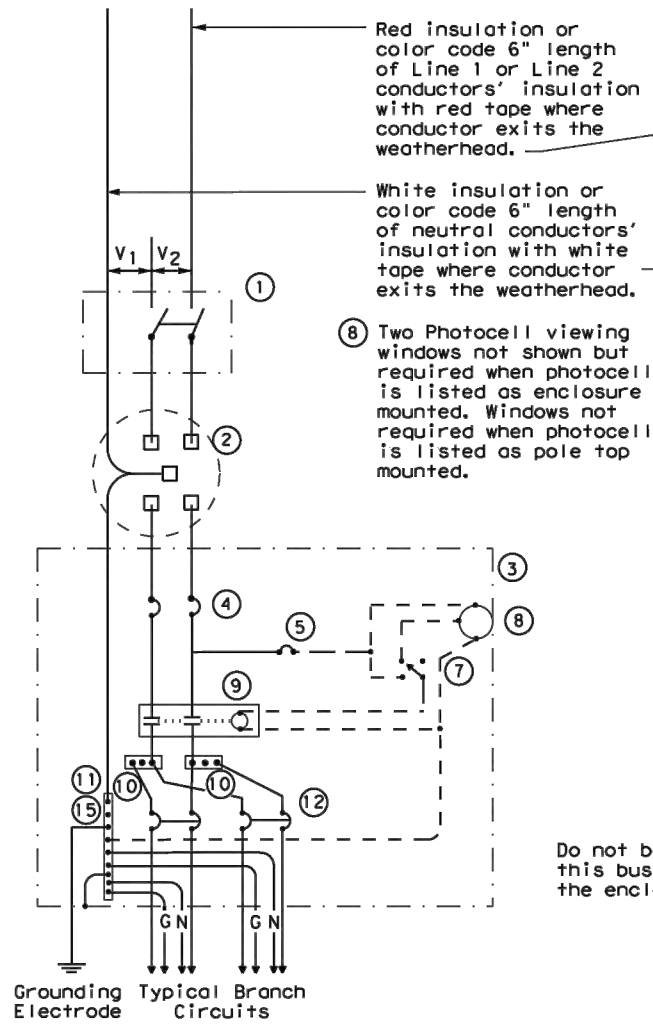 Red insulation or
color code 6" length
of Line 1 or Line 2
conductors' insulation
with red tape where
conductor exits the
weatherhead.
White insulation or
color code 6" length
of neutral conductors'
insulation with white
tape where conductor
exits the weatherhead.
V1 V2
1
8 Two Photocell viewing
windows not shown but
required when photocell
is listed as enclosure
mounted. Windows not
required when photocell
is listed as pole top
mounted.
2
3
4
5
8
7
9
11 10 10
15 12
Do not b
this bus
the encl
G N G N
Grounding Typical Branch
Electrode Circuits